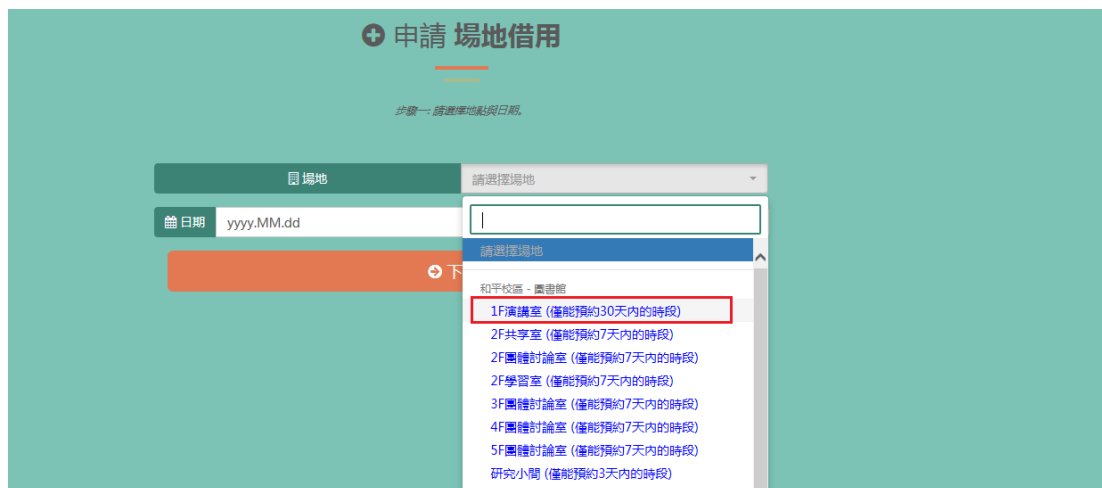 申請 場地借用
步驟一: 請選擇地點與日期。
場地
請選擇場地
日期
yyyy.MM.dd
請選擇場地
下
和平校區 - 圖書館
1F演講室 (僅能預約30天內的時段)
2F共享室 (僅能預約7天內的時段)
2F團體討論室 (僅能預約7天內的時段)
2F學習室 (僅能預約7天內的時段)
3F團體討論室 (僅能預約7天內的時段)
4F團體討論室 (僅能預約7天內的時段)
5F團體討論室 (僅能預約7天內的時段)
研究小間 (僅能預約3天內的時段)